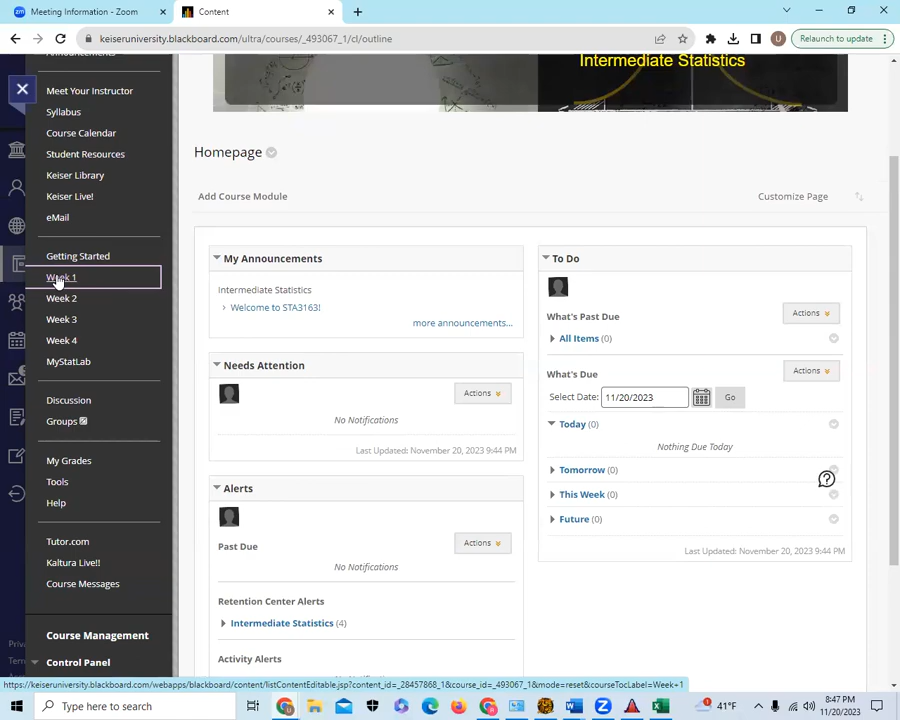 Meeting Information - Zoom
Content
keiseruniversity.blackboard.com/ultra/courses/_493067_1/cl/outline
U
Relaunch to update
Announcements
Meet Your Instructor
Syllabus
Course Calendar
Student Resources
Keiser Library
Keiser Live!
eMail
Getting Started
Week 1
Week 2
Week 3
Week 4
MyStatLab
Discussion
Groups
My Grades
Tools
Help
Tutor.com
Kaltura Live!!
Course Messages
Course Management
Control Panel
Intermediate Statistics
Homepage
Add Course Module
Customize Page
My Announcements
Intermediate Statistics
Welcome to STA3163!
more announcements...
Needs Attention
Actions
No Notifications
Last Updated: November 20, 2023 9:44 PM
Alerts
Past Due
Actions
No Notifications
Retention Center Alerts
Intermediate Statistics (4)
Activity Alerts
To Do
What's Past Due
Actions
All Items (0)
What's Due
Actions
Select Date: 11/20/2023 Go
Today (0)
Nothing Due Today
Tomorrow (0)
This Week (0)
Future (0)
Last Updated: November 20, 2023 9:44 PM
https://keiseruniversity.blackboard.com/webapps/blackboard/content/listContentEditable.jsp?content_id=_28457868_1&course_id=_493067_1&mode=reset&courseTocLabel=Week+1
Type here to search
41°F
8:47 PM
11/20/2023